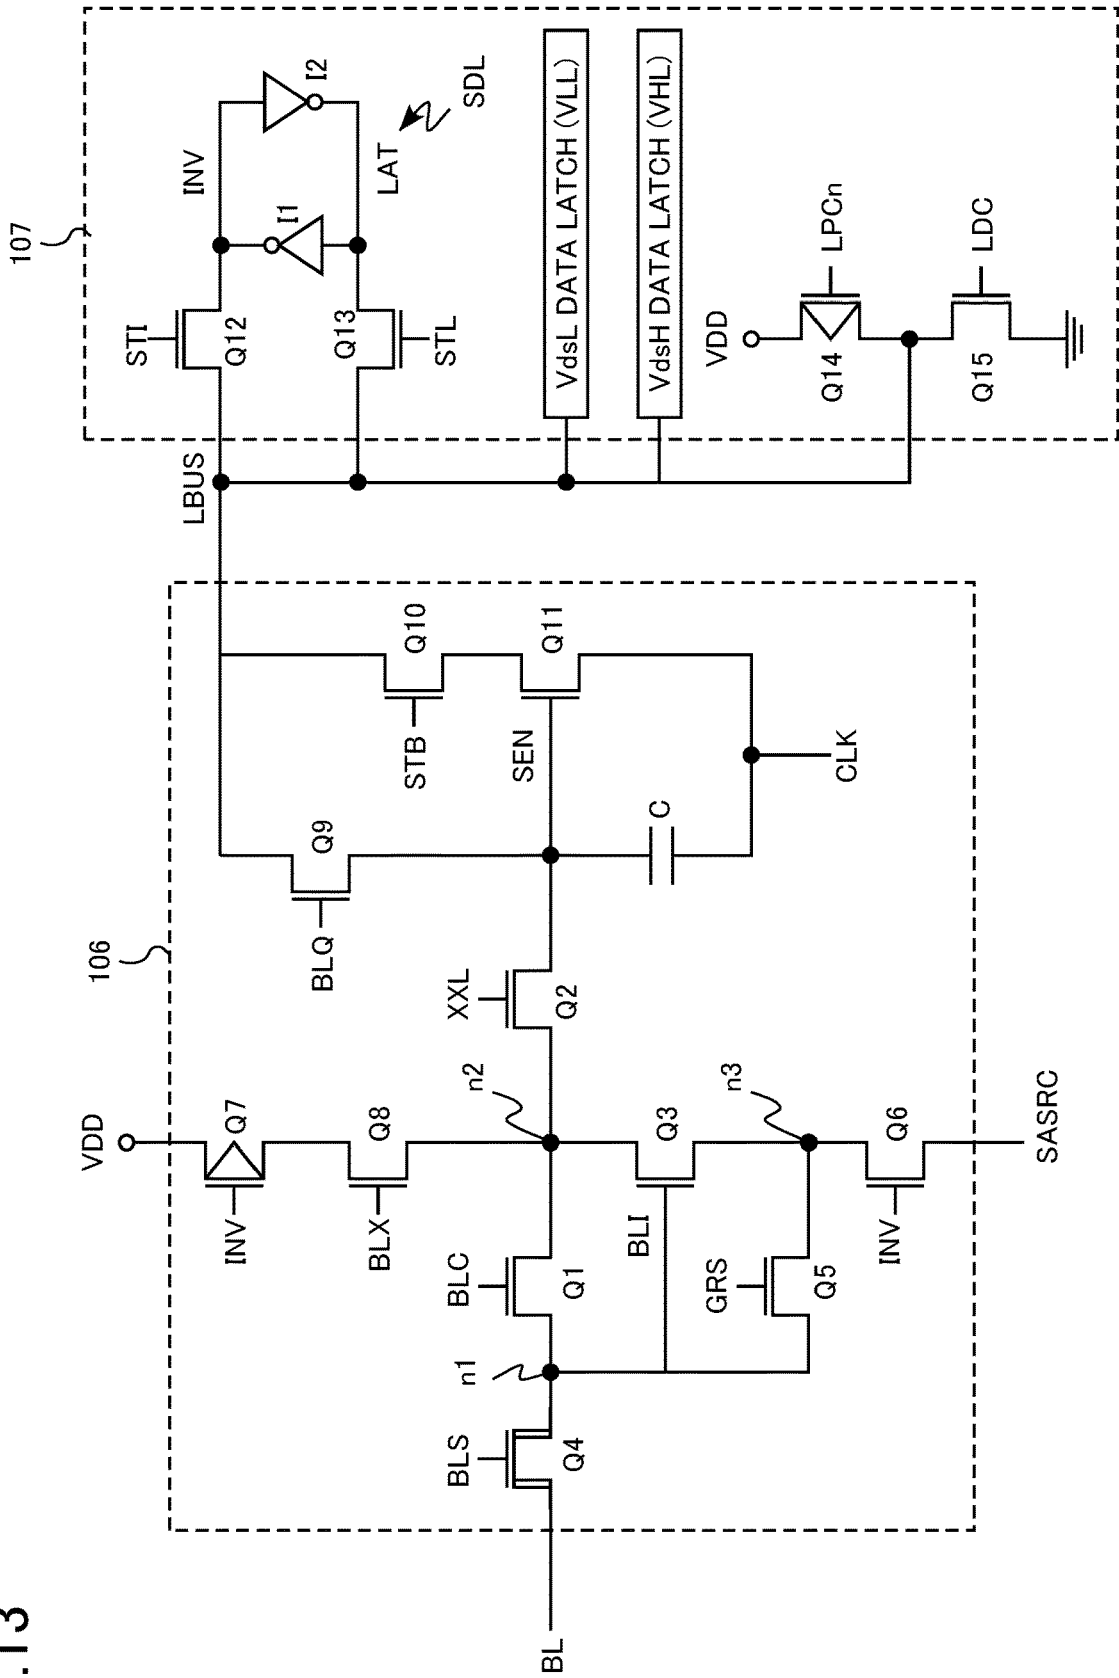 .13
106
107
BL
BLS
Q4
n1
BLC
Q1
BLI
GRS
Q5
VDD
INV
Q7
BLX
Q8
n2
Q3
n3
INV
Q6
SASRC
XXL
Q2
BLQ
Q9
C
STB
Q10
SEN
Q11
CLK
LBUS
STI
Q12
Q13
STL
INV
I1
I2
LAT
SDL
VdsL DATA LATCH (VLL)
VdsH DATA LATCH (VHL)
VDD
LPCn
Q14
LDC
Q15